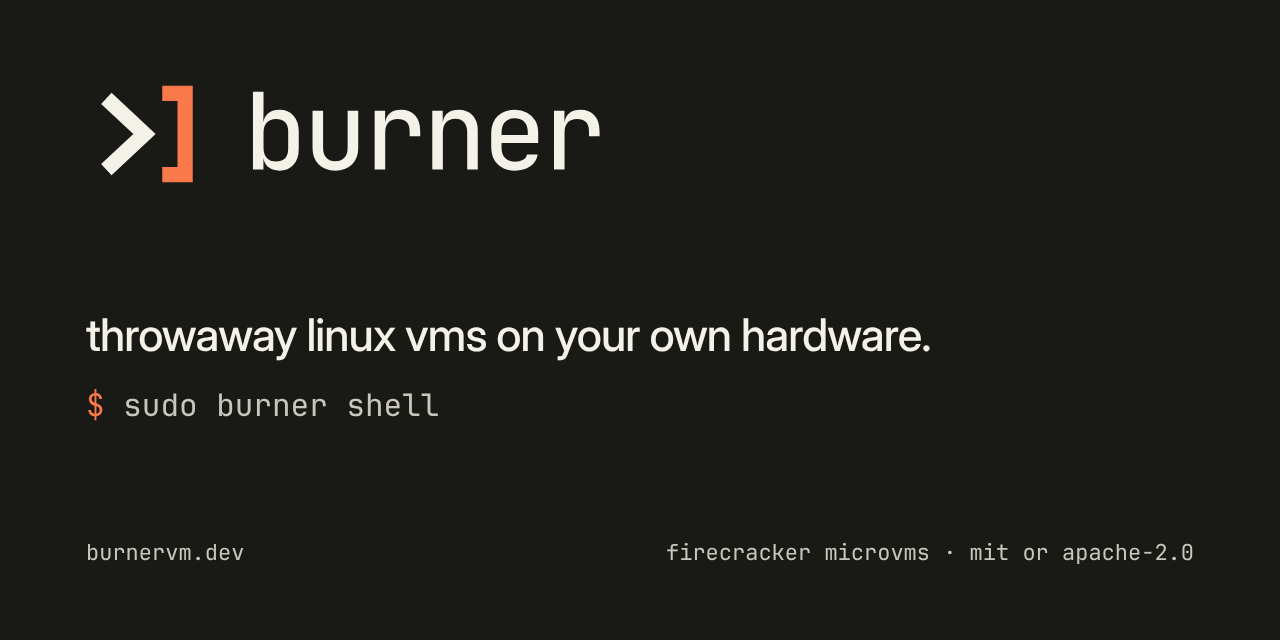 >] burner
throwaway linux vms on your own hardware.
$ sudo burner shell
burnervm.dev
firecracker microvms · mit or apache-2.0